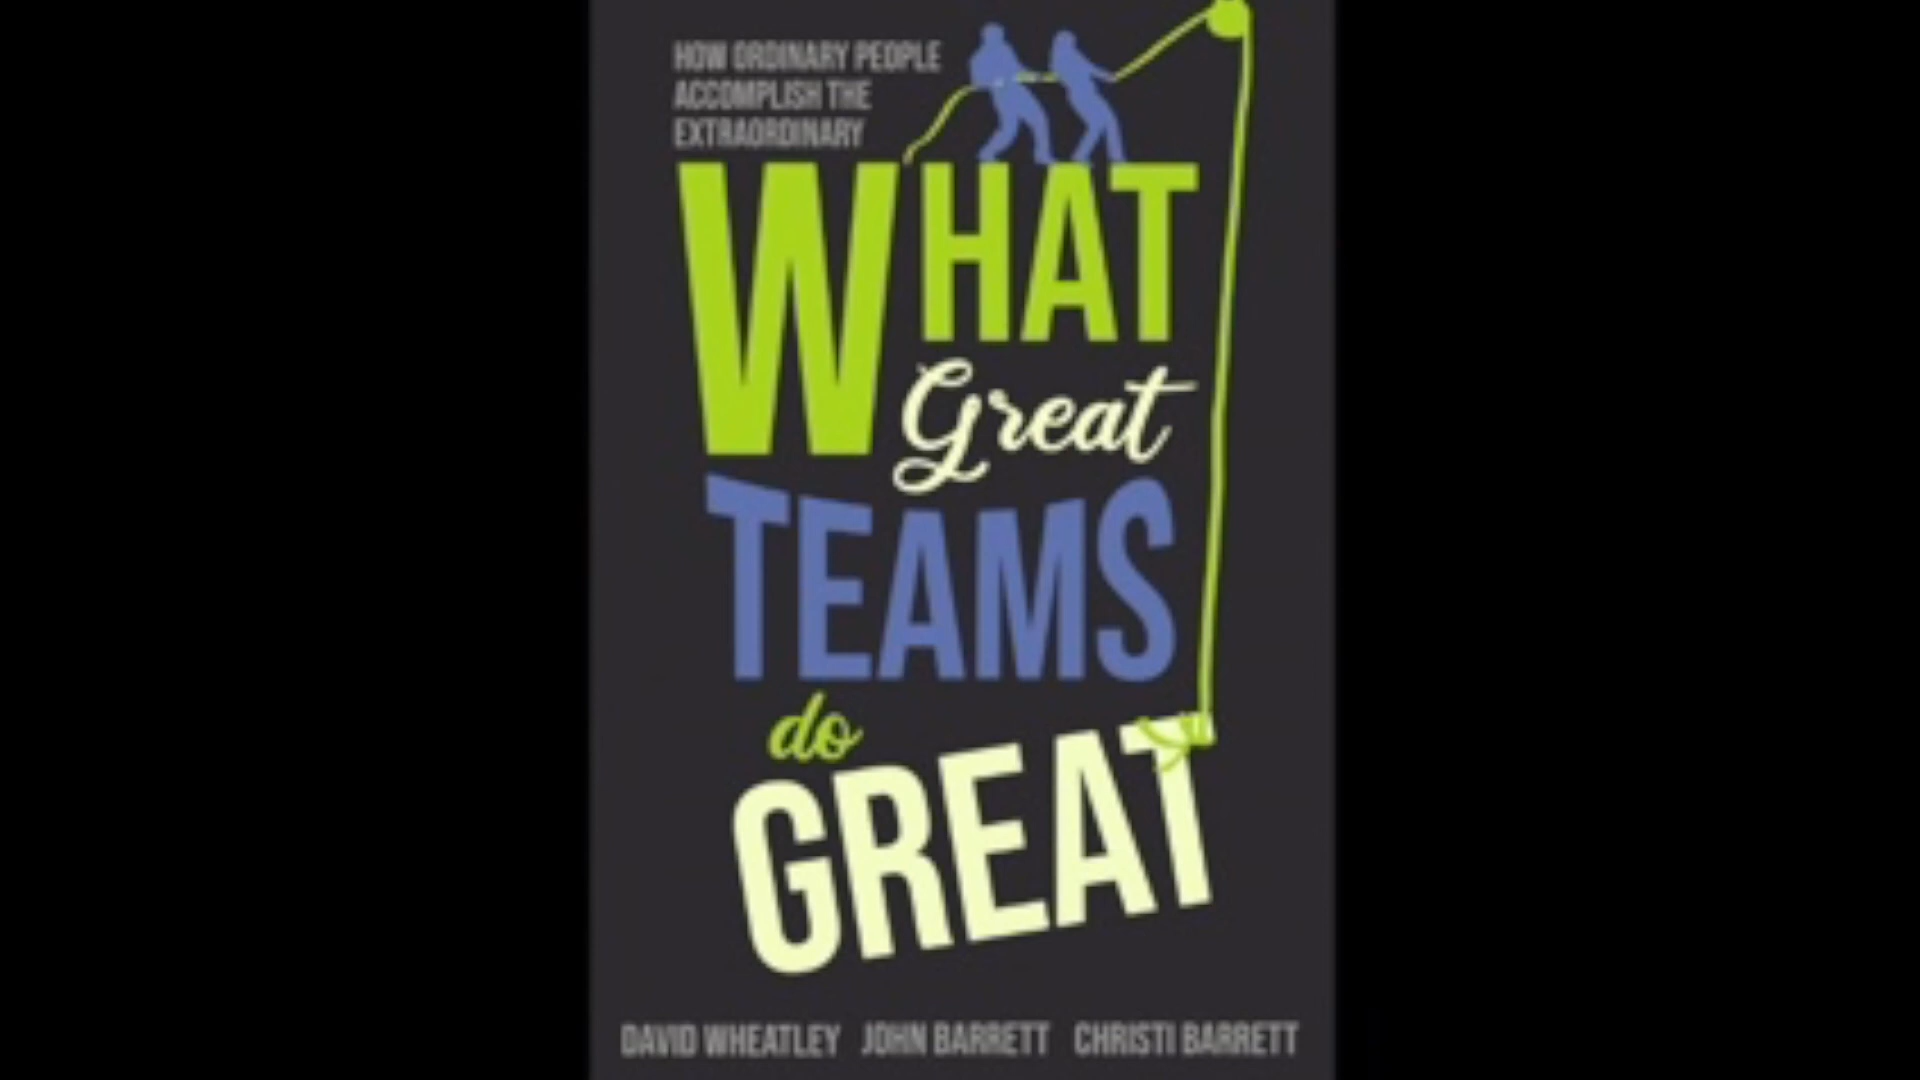 HOW ORDINARY PEOPLE
ACCOMPLISH THE
EXTRAORDINARY
WHAT
Great
TEAMS
do
GREAT
DAVID WHEATLEY JOHN BARRETT CHRISTI BARRETT